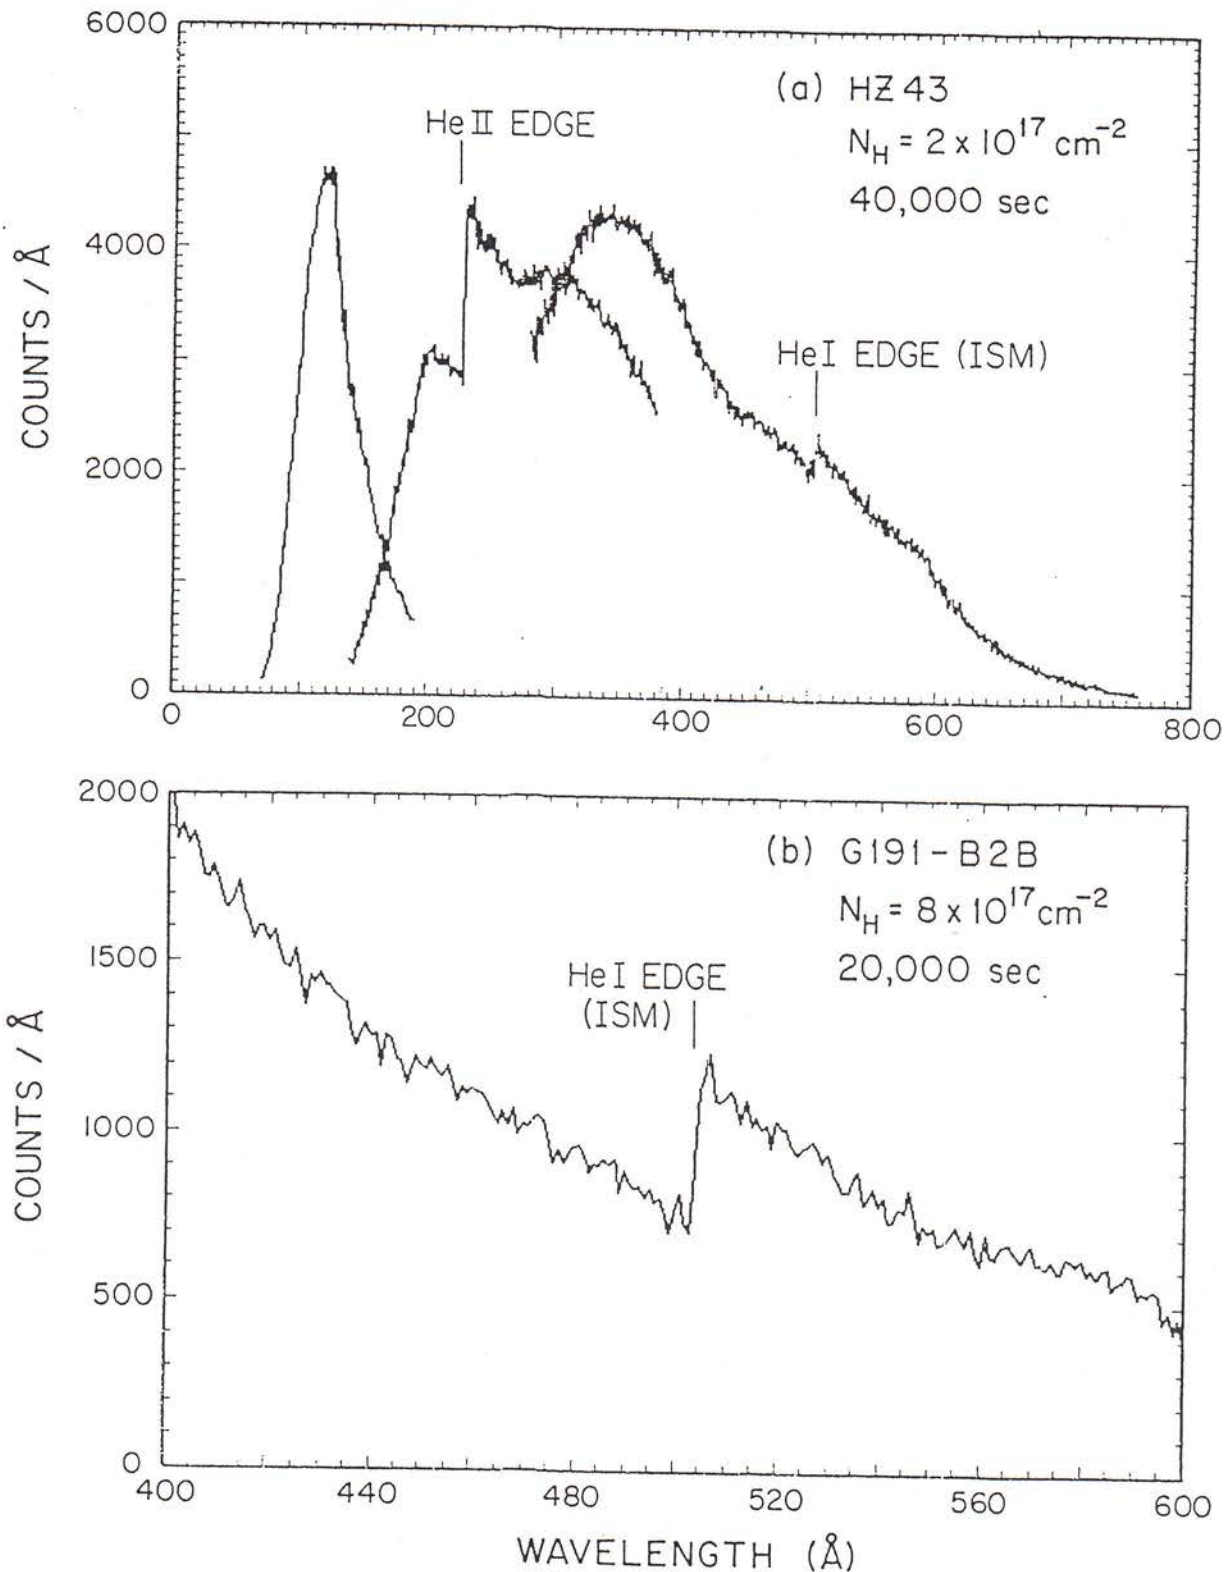 6000
4000
2000
0
COUNTS / Å
(a) HZ 43
N_H = 2 x 10^17 cm^-2
40,000 sec
He II EDGE
He I EDGE (ISM)
0 200 400 600 800
2000
1500
1000
500
0
COUNTS / Å
(b) G191-B2B
N_H = 8 x 10^17 cm^-2
20,000 sec
He I EDGE
(ISM)
400 440 480 520 560 600
WAVELENGTH (Å)